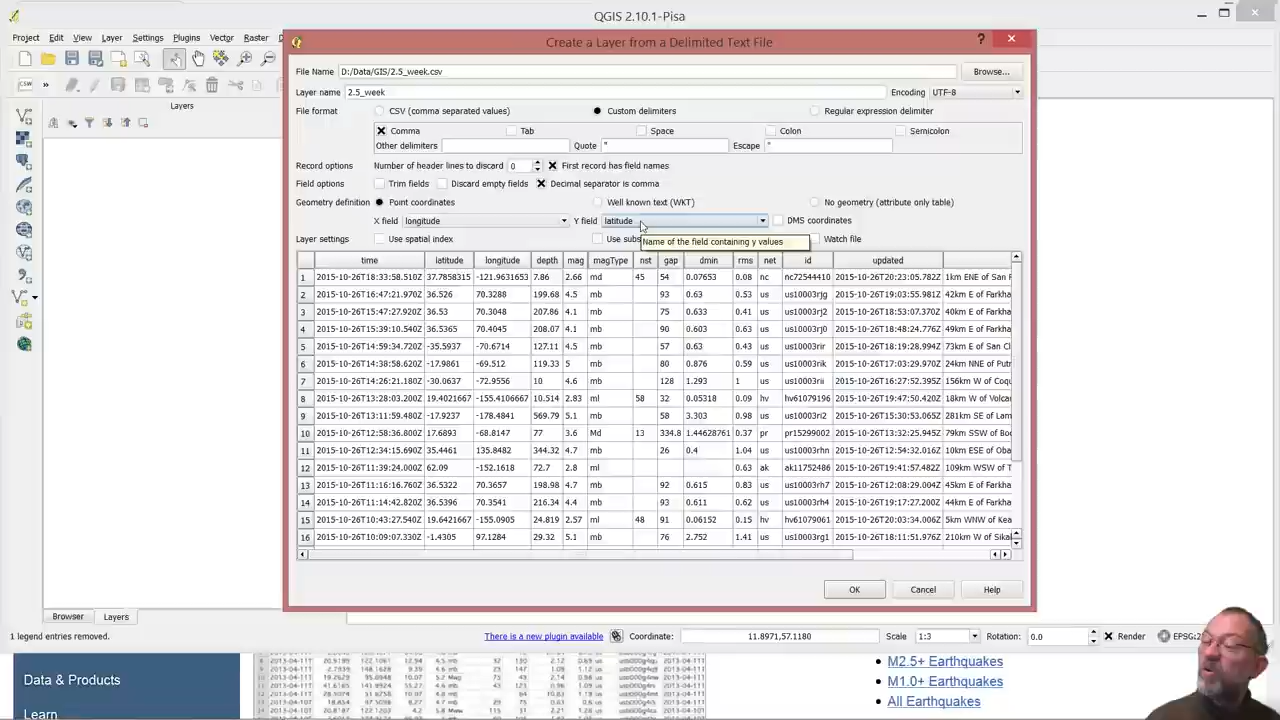 QGIS 2.10.1-Pisa
Project Edit View Layer Settings Plugins Vector Raster
Create a Layer from a Delimited Text File
?
File Name D:/Data/GIS/2.5_week.csv Browse...
Layer name 2.5_week Encoding UTF-8
Layers
File format CSV (comma separated values) Custom delimiters Regular expression delimiter
Comma Tab Space Colon Semicolon
Other delimiters Quote " Escape "
Record options Number of header lines to discard 0 First record has field names
Field options Trim fields Discard empty fields Decimal separator is comma
Geometry definition Point coordinates Well known text (WKT) No geometry (attribute only table)
X field longitude Y field latitude DMS coordinates
Layer settings Use spatial index Use subs Name of the field containing y values Watch file
time latitude longitude depth mag magType nst gap dmin rms net id updated
1 2015-10-26T18:33:58.510Z 37.7858315 -121.9631653 7.86 2.66 md 45 54 0.07653 0.08 nc nc72544410 2015-10-26T20:23:05.782Z 1km ENE of San F
2 2015-10-26T16:47:21.970Z 36.526 70.3288 199.68 4.5 mb 93 0.63 0.53 us us10003rjg 2015-10-26T19:03:55.981Z 42km E of Farkha
3 2015-10-26T15:47:27.920Z 36.53 70.3048 207.86 4.1 mb 75 0.633 0.41 us us10003rj2 2015-10-26T18:53:07.370Z 40km E of Farkha
4 2015-10-26T15:39:10.540Z 36.5365 70.4045 208.07 4.1 mb 90 0.603 0.63 us us10003rj0 2015-10-26T18:48:24.776Z 49km E of Farkha
5 2015-10-26T14:59:34.720Z -35.5937 -70.6714 127.11 4.5 mb 57 0.63 0.43 us us10003rir 2015-10-26T18:19:28.994Z 73km E of San Cl
6 2015-10-26T14:38:58.620Z -17.9861 -69.512 119.33 5 mb 80 0.876 0.59 us us10003rik 2015-10-26T17:03:29.970Z 24km NNE of Putr
7 2015-10-26T14:26:21.180Z -30.0637 -72.9556 10 4.6 mb 128 1.293 1 us us10003rii 2015-10-26T16:27:52.395Z 156km W of Coqu
8 2015-10-26T13:28:03.200Z 19.4021667 -155.4106667 10.514 2.83 ml 58 32 0.05318 0.09 hv hv61079196 2015-10-26T19:47:50.420Z 18km W of Volcar
9 2015-10-26T13:11:59.480Z -17.9237 -178.4841 569.79 5.1 mb 58 3.303 0.98 us us10003ri2 2015-10-26T15:30:53.065Z 281km SE of Lam
10 2015-10-26T12:58:36.800Z 17.6893 -68.8147 77 3.6 Md 13 334.8 1.44628761 0.37 pr pr15299002 2015-10-26T13:32:25.945Z 79km SSW of Boc
11 2015-10-26T12:34:15.690Z 35.4461 135.8482 344.32 4.7 mb 26 0.4 1.04 us us10003rhn 2015-10-26T12:54:32.016Z 10km ESE of Oba
12 2015-10-26T11:39:24.000Z 62.09 -152.1618 72.7 2.8 ml 0.63 ak ak11752486 2015-10-26T19:41:57.482Z 109km WSW of T
13 2015-10-26T11:16:16.760Z 36.5322 70.3657 198.98 4.7 mb 92 0.615 0.83 us us10003rh7 2015-10-26T12:08:29.004Z 45km E of Farkha
14 2015-10-26T11:14:42.820Z 36.5396 70.3541 216.34 4.4 mb 93 0.611 0.62 us us10003rh4 2015-10-26T19:17:27.200Z 44km E of Farkha
15 2015-10-26T10:43:27.540Z 19.6421667 -155.0905 24.819 2.57 ml 48 91 0.06152 0.15 hv hv61079061 2015-10-26T20:03:34.006Z 5km WNW of Kea
16 2015-10-26T10:09:07.330Z -1.4305 97.1284 29.32 5.1 mb 76 2.752 1.41 us us10003rg1 2015-10-26T18:11:51.976Z 210km W of Sikal
OK Cancel Help
Browser Layers
1 legend entries removed. There is a new plugin available Coordinate: 11.8971,57.1180 Scale 1:3 Rotation: 0.0 Render EPSG:2
Data & Products
Learn
M2.5+ Earthquakes
M1.0+ Earthquakes
All Earthquakes